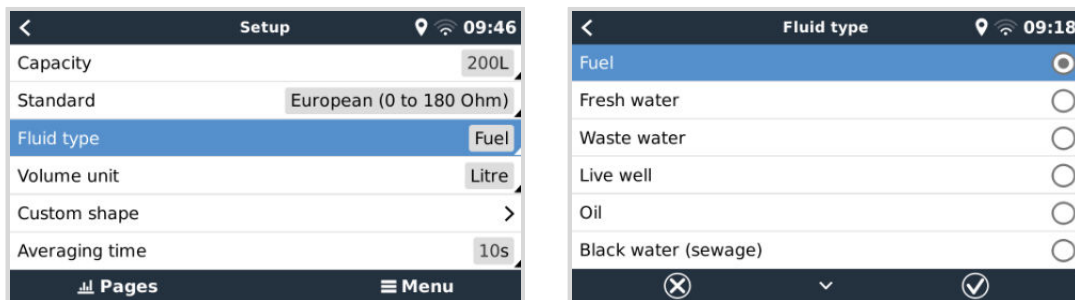 Setup 09:46
Capacity 200L
Standard European (0 to 180 Ohm)
Fluid type Fuel
Volume unit Litre
Custom shape
Averaging time 10s
Pages Menu
Fluid type 09:18
Fuel
Fresh water
Waste water
Live well
Oil
Black water (sewage)